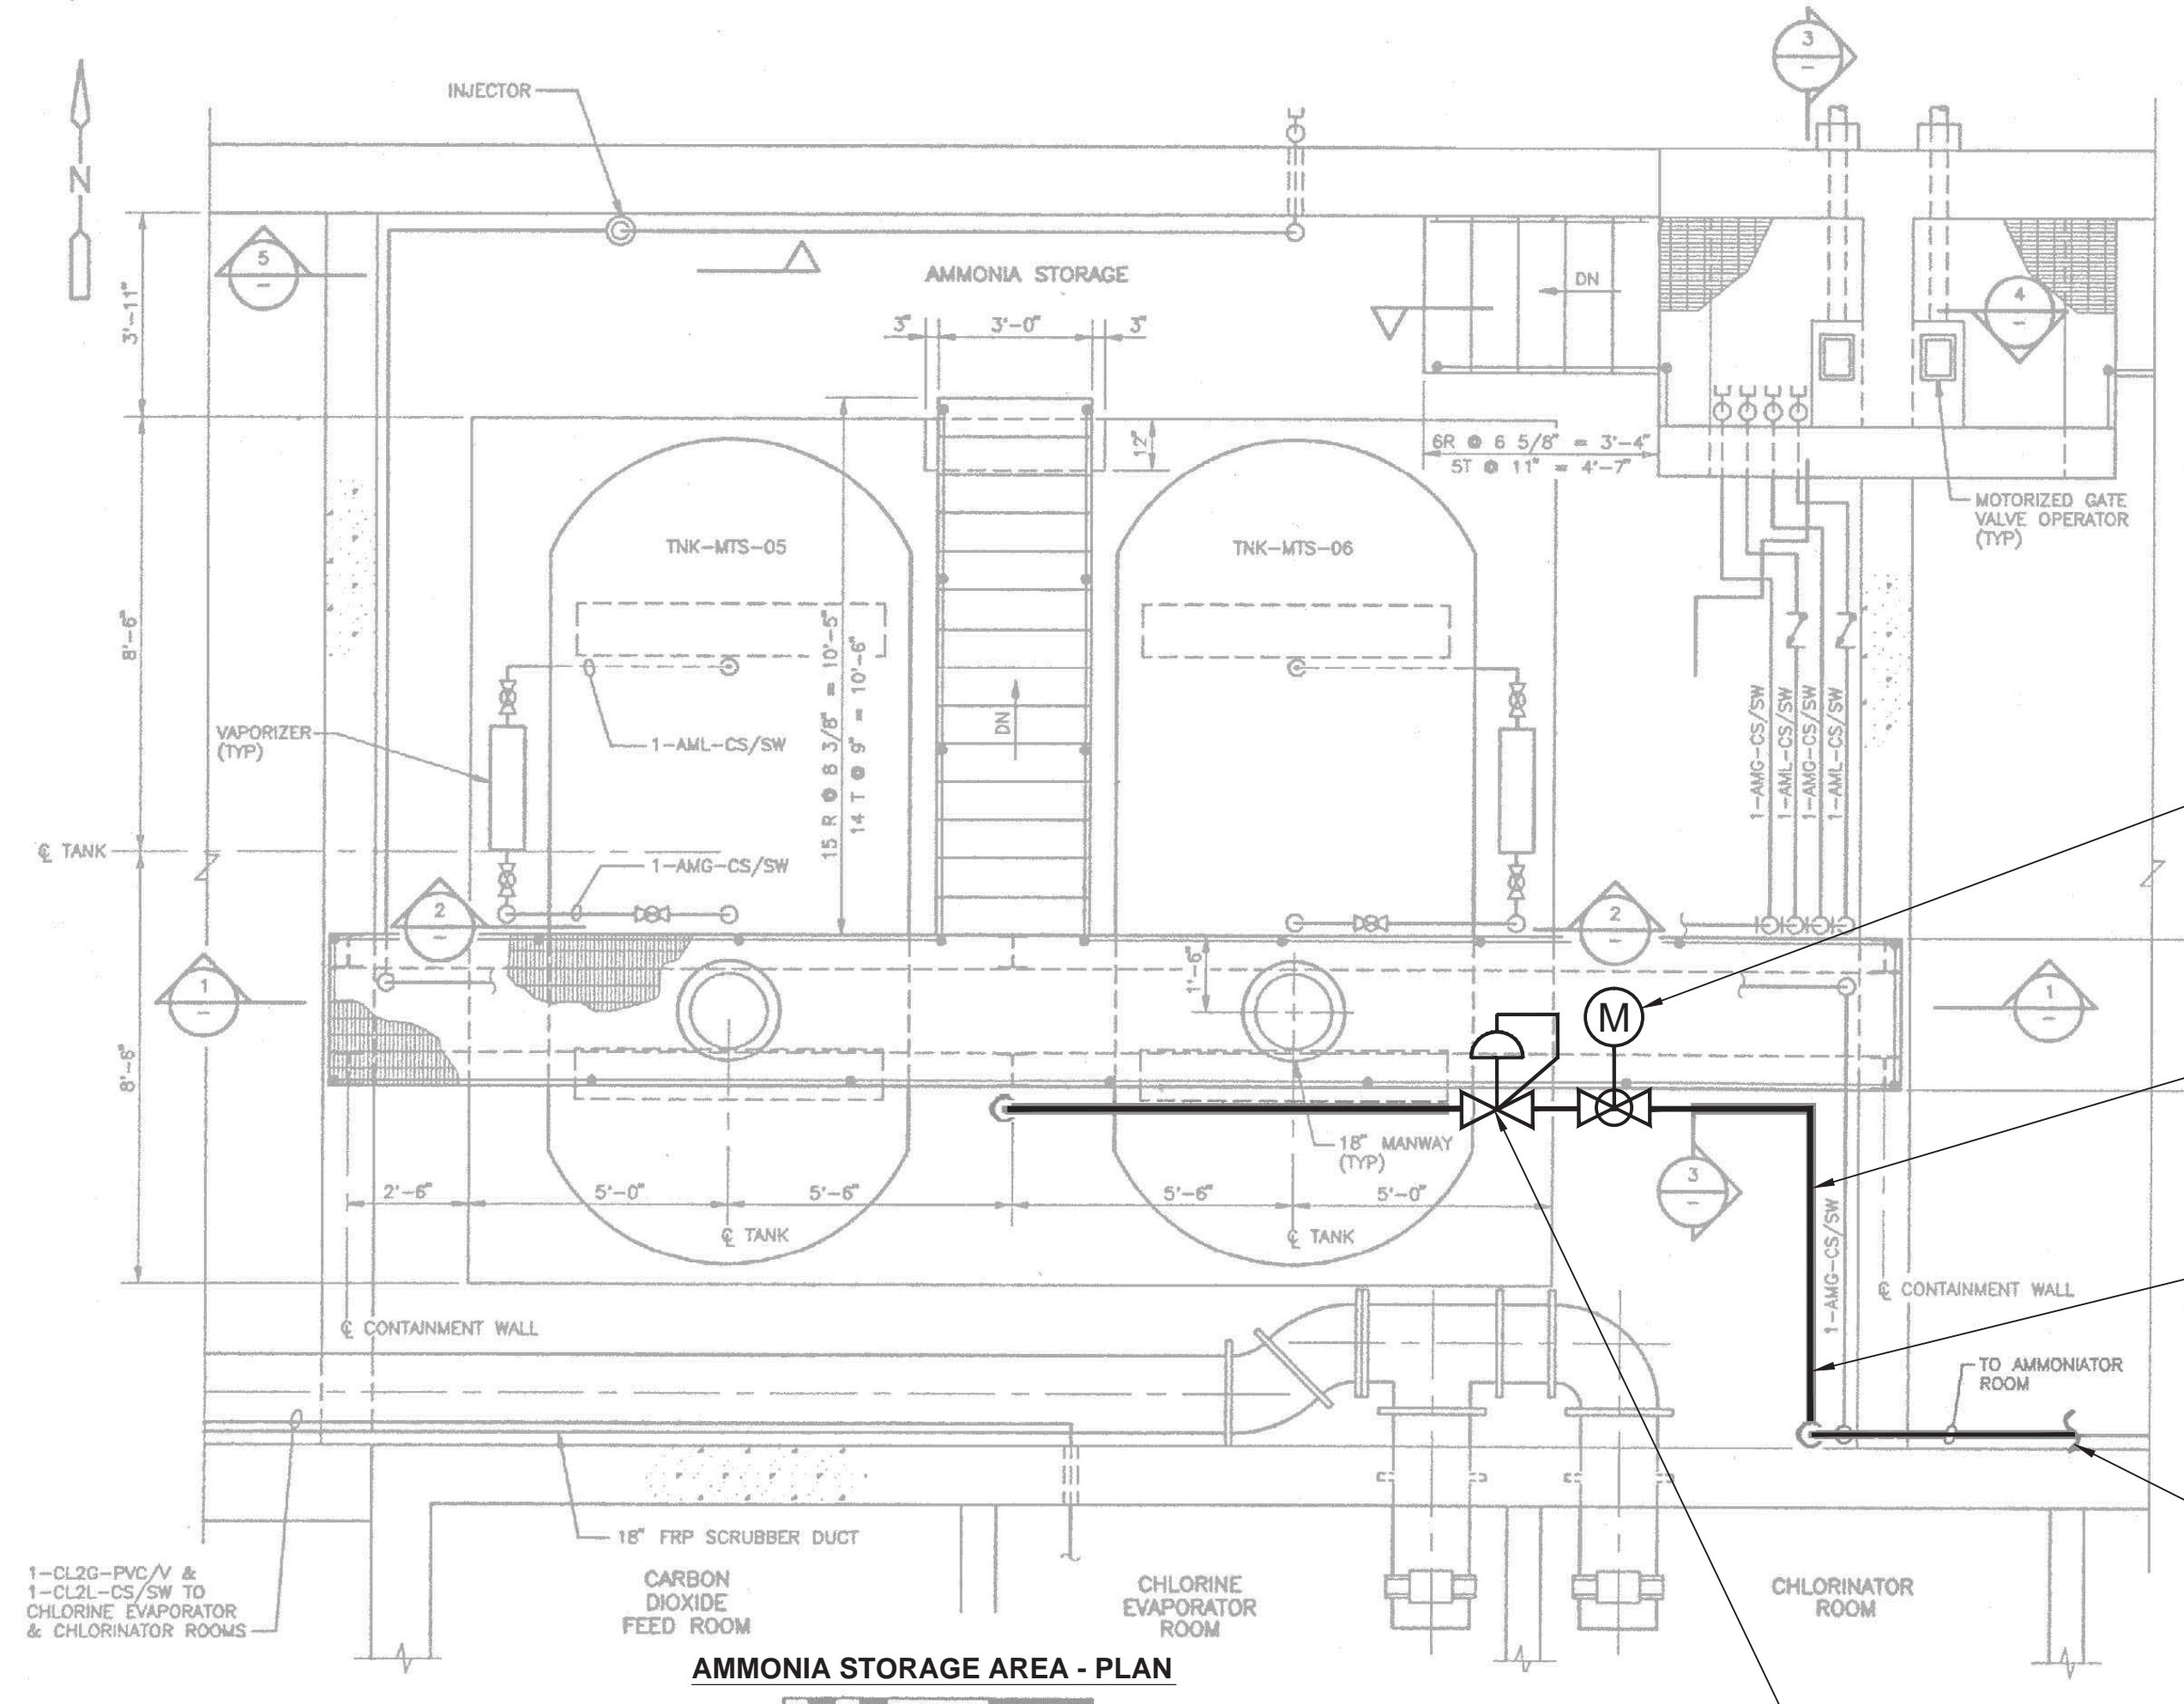 3
–
INJECTOR
N
5
–
AMMONIA STORAGE
DN
4
–
3'-11"
3"
3'-0"
3"
12"
6R @ 6 5/8" = 3'-4"
5T @ 11" = 4'-7"
MOTORIZED GATE
VALVE OPERATOR
(TYP)
TNK-MTS-05
TNK-MTS-06
8'-6"
15 R @ 8 3/8" = 10'-5"
14 T @ 9" = 10'-6"
DN
VAPORIZER
(TYP)
1-AML-CS/SW
1-AMG-CS/SW
1-AML-CS/SW
1-AMG-CS/SW
1-AML-CS/SW
℄ TANK
1-AMG-CS/SW
2
–
2
–
1
–
1'-6"
M
1
–
8'-6"
18" MANWAY
(TYP)
3
–
2'-6"
5'-0"
5'-6"
5'-6"
5'-0"
℄ TANK
℄ TANK
1-AMG-CS/SW
℄ CONTAINMENT WALL
℄ CONTAINMENT WALL
TO AMMONIATOR
ROOM
18" FRP SCRUBBER DUCT
1-CL2G-PVC/V &
1-CL2L-CS/SW TO
CHLORINE EVAPORATOR
& CHLORINATOR ROOMS
CARBON
DIOXIDE
FEED ROOM
CHLORINE
EVAPORATOR
ROOM
CHLORINATOR
ROOM
AMMONIA STORAGE AREA - PLAN